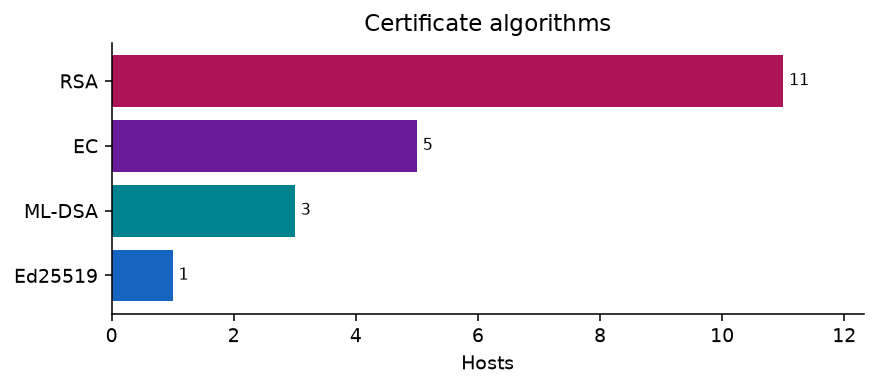 Certificate algorithms
RSA 11
EC 5
ML-DSA 3
Ed25519 1
0 2 4 6 8 10 12
Hosts